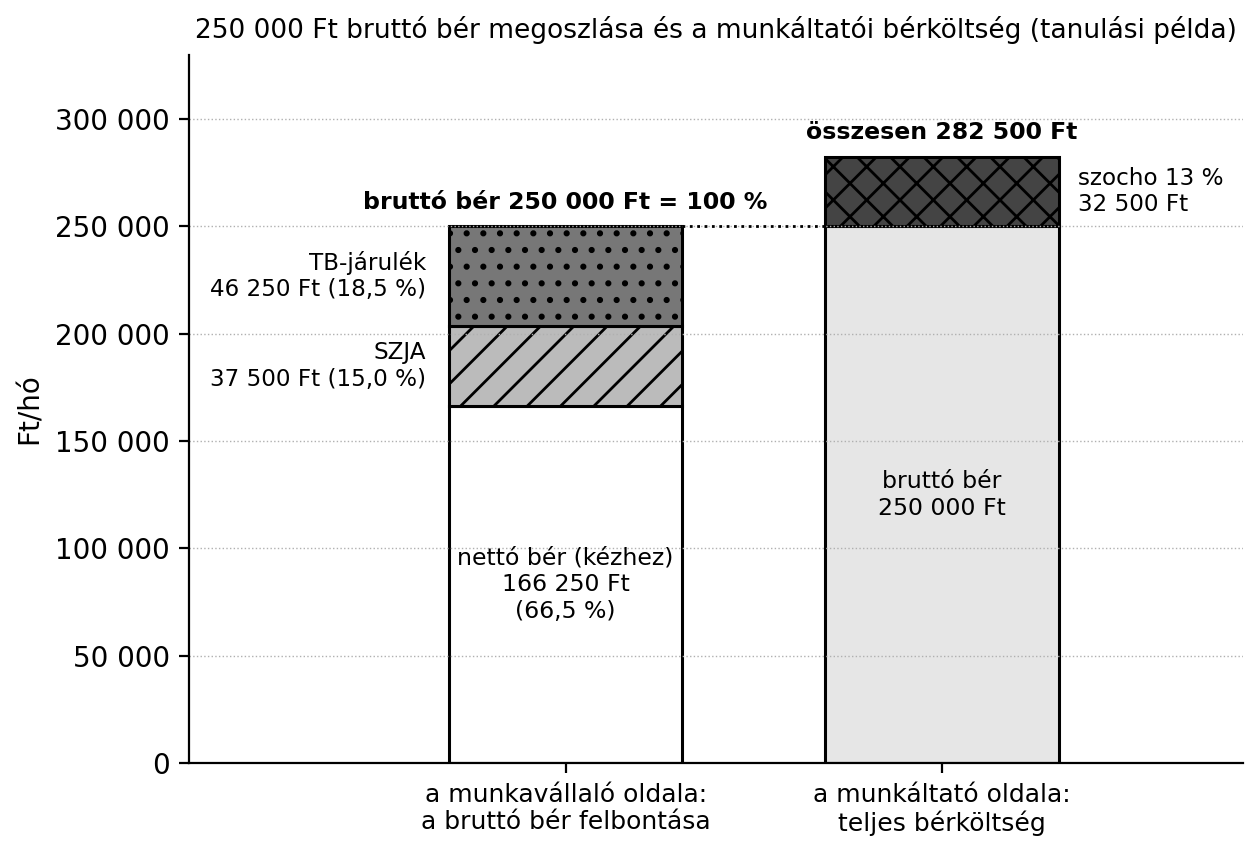 250 000 Ft bruttó bér megoszlása és a munkáltatói bérköltség (tanulási példa)
Ft/hó
300 000
250 000
200 000
150 000
100 000
50 000
0
bruttó bér 250 000 Ft = 100 %
TB-járulék
46 250 Ft (18,5 %)
SZJA
37 500 Ft (15,0 %)
nettó bér (kézhez)
166 250 Ft
(66,5 %)
összesen 282 500 Ft
szocho 13 %
32 500 Ft
bruttó bér
250 000 Ft
a munkavállaló oldala:
a bruttó bér felbontása
a munkáltató oldala:
teljes bérköltség